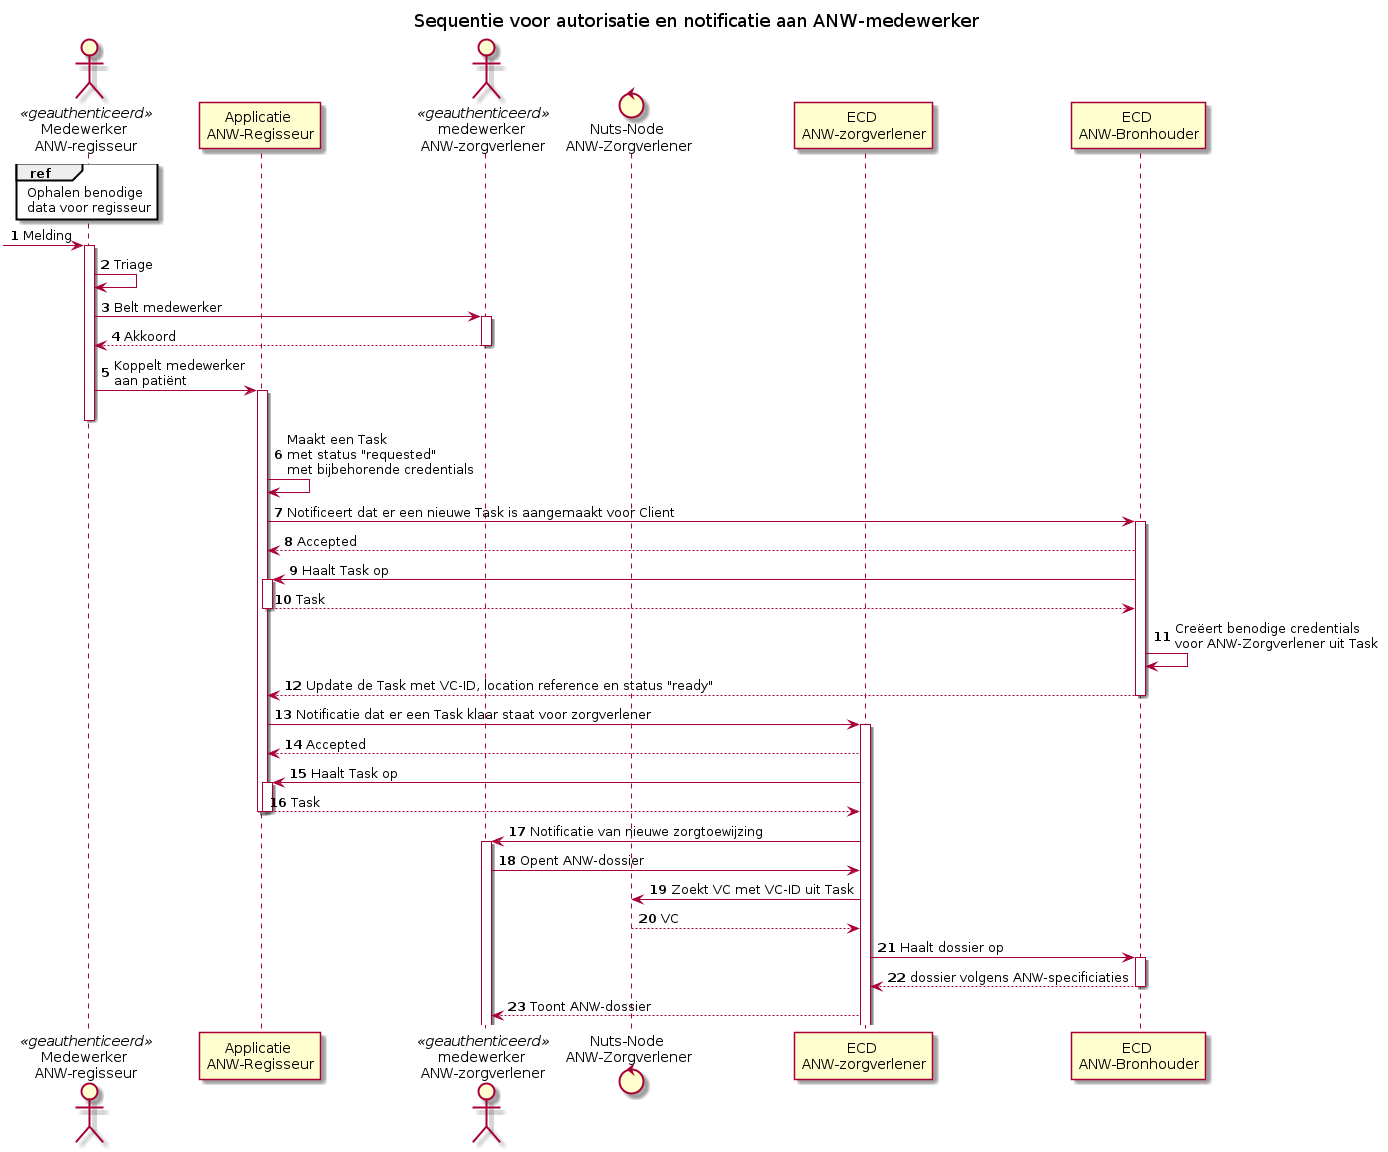 Sequentie voor autorisatie en notificatie aan ANW-medewerker
«geauthenticeerd»
Medewerker
ANW-regisseur
Applicatie
ANW-Regisseur
«geauthenticeerd»
medewerker
ANW-zorgverlener
Nuts-Node
ANW-Zorgverlener
ECD
ANW-zorgverlener
ECD
ANW-Bronhouder
ref
Ophalen benodige
data voor regisseur
1 Melding
2 Triage
3 Belt medewerker
4 Akkoord
5 Koppelt medewerker
aan patiënt
6 Maakt een Task
met status "requested"
met bijbehorende credentials
7 Notificeert dat er een nieuwe Task is aangemaakt voor Client
8 Accepted
9 Haalt Task op
10 Task
11 Creëert benodige credentials
voor ANW-Zorgverlener uit Task
12 Update de Task met VC-ID, location reference en status "ready"
13 Notificatie dat er een Task klaar staat voor zorgverlener
14 Accepted
15 Haalt Task op
16 Task
17 Notificatie van nieuwe zorgtoewijzing
18 Opent ANW-dossier
19 Zoekt VC met VC-ID uit Task
20 VC
21 Haalt dossier op
22 dossier volgens ANW-specificiaties
23 Toont ANW-dossier
«geauthenticeerd»
Medewerker
ANW-regisseur
Applicatie
ANW-Regisseur
«geauthenticeerd»
medewerker
ANW-zorgverlener
Nuts-Node
ANW-Zorgverlener
ECD
ANW-zorgverlener
ECD
ANW-Bronhouder